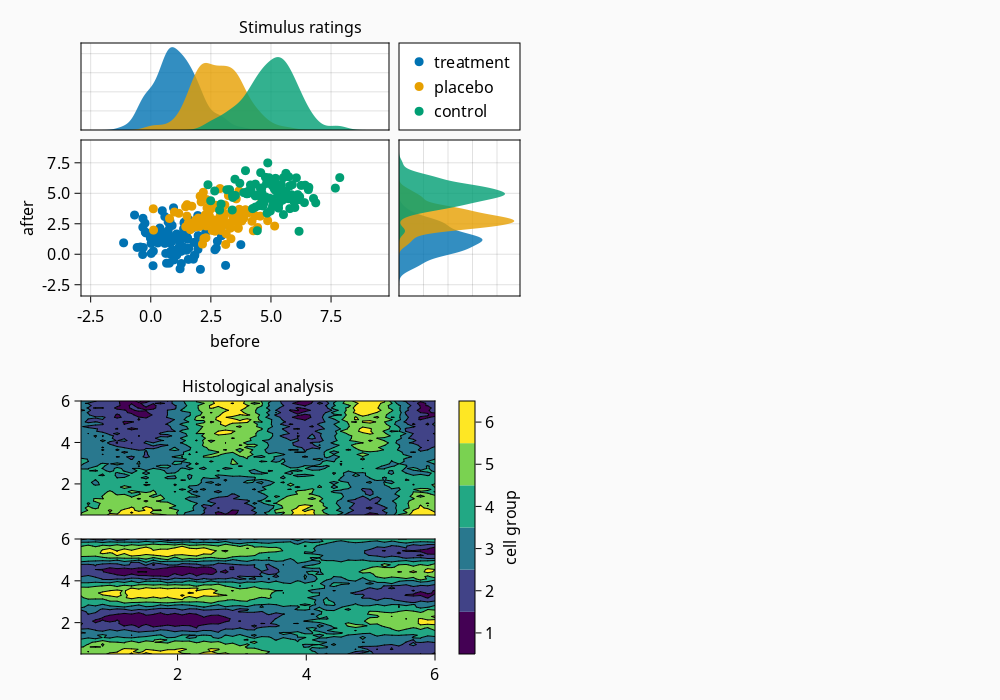 Stimulus ratings
treatment
placebo
control
7.5
5.0
2.5
0.0
-2.5
after
-2.5 0.0 2.5 5.0 7.5
before
Histological analysis
6
4
2
6
4
2
2 4 6
6
5
4
3
2
1
cell group